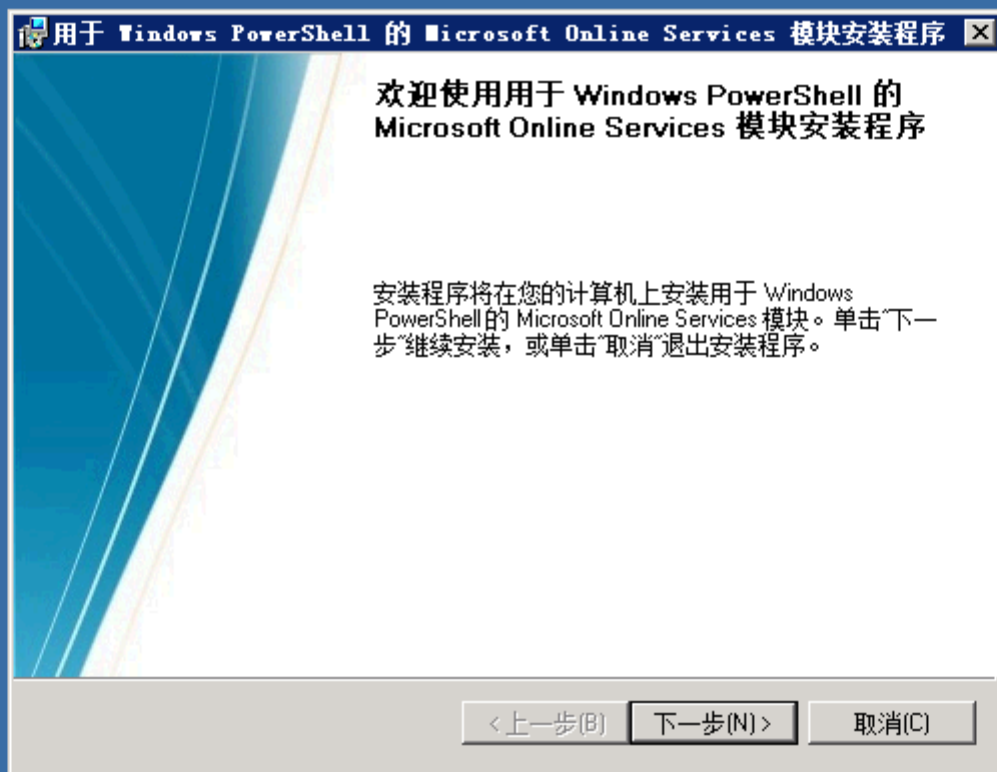 用于 Windows PowerShell 的 Microsoft Online Services 模块安装程序
欢迎使用用于 Windows PowerShell 的
Microsoft Online Services 模块安装程序
安装程序将在您的计算机上安装用于 Windows
PowerShell的 Microsoft Online Services 模块。单击“下一
步”继续安装，或单击“取消”退出安装程序。
<上一步(B)
下一步(N)>
取消(C)